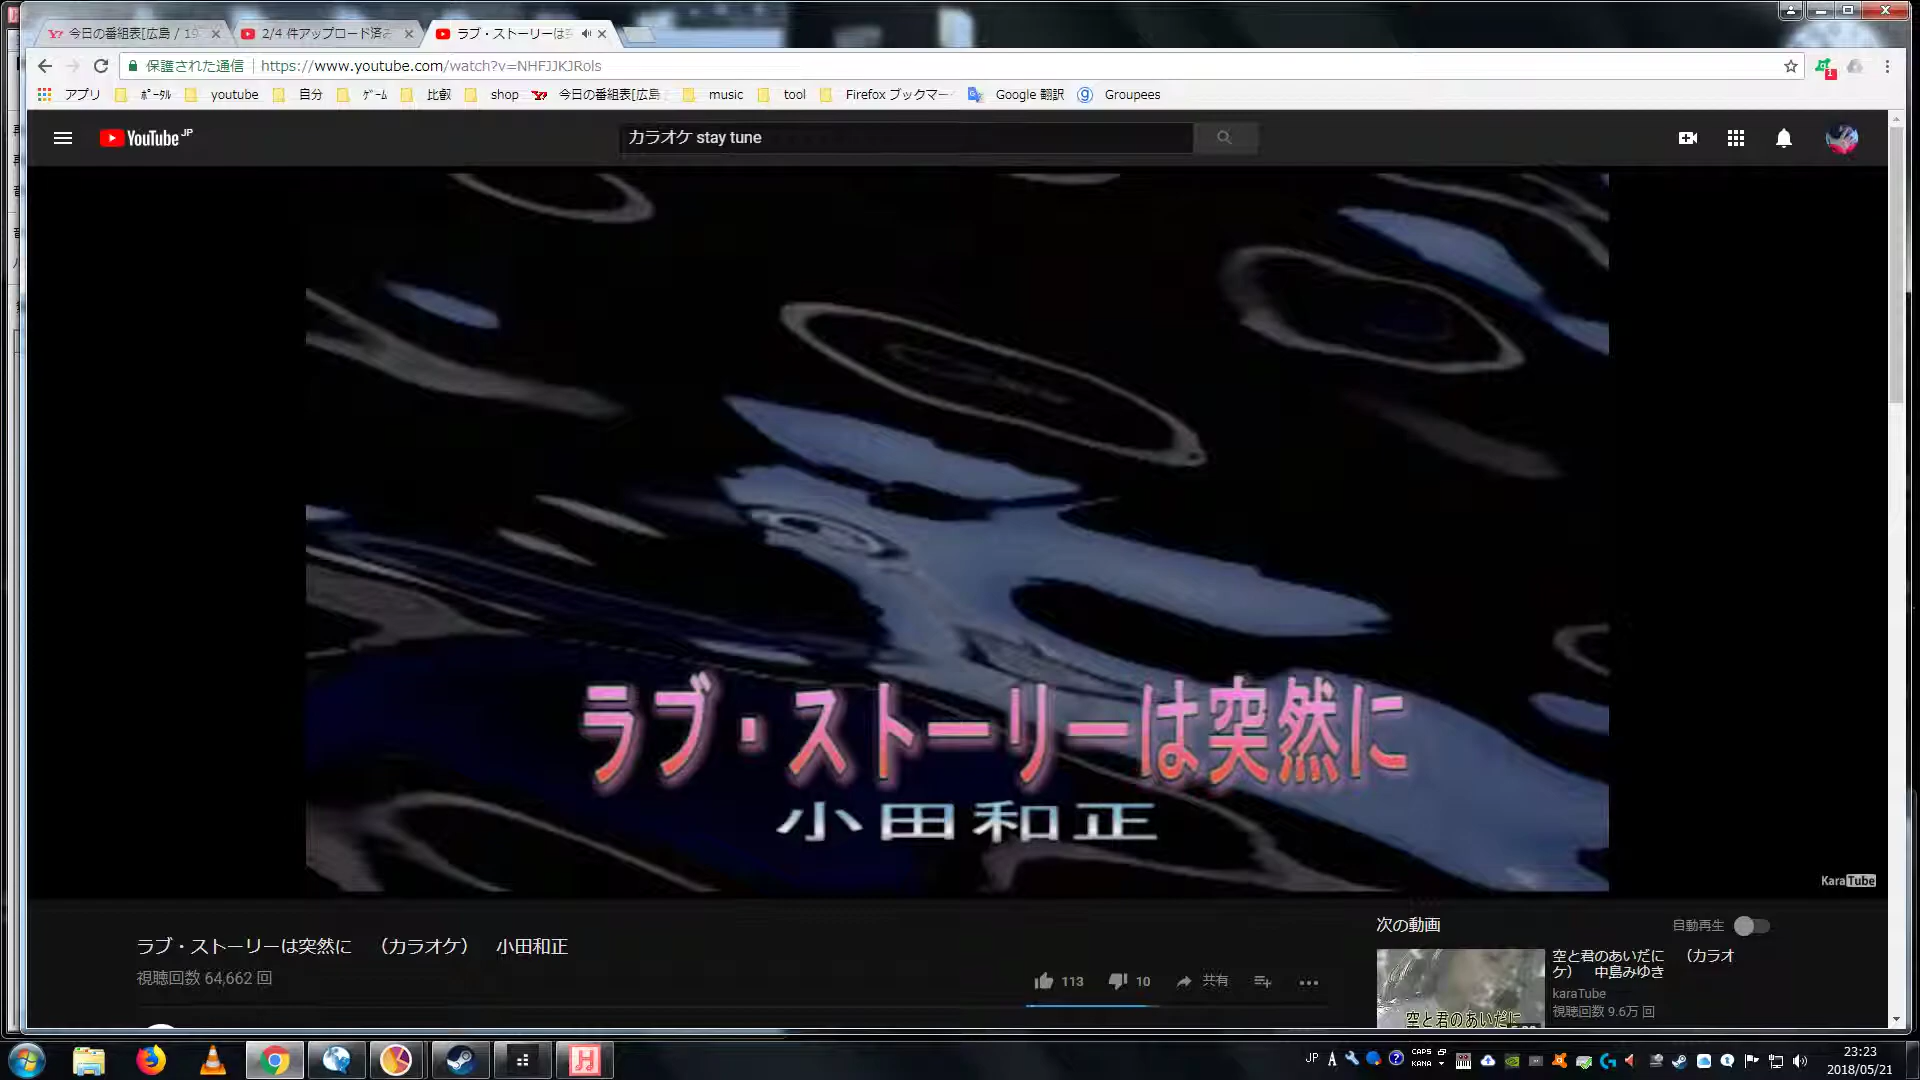 今日の番組表[広島 / 19
2/4 件アップロード済み
ラブ・ストーリーは突
保護された通信 https://www.youtube.com/watch?v=NHFJJKJRols
アプリ ポータル youtube 自分 ゲーム 比較 shop 今日の番組表[広島 music tool Firefox ブックマー Google 翻訳 Groupees
YouTube JP
カラオケ stay tune
ラブ・ストーリーは突然に
小田和正
KaraTube
ラブ・ストーリーは突然に （カラオケ） 小田和正
視聴回数 64,662 回
113 10 共有
次の動画 自動再生
空と君のあいだに （カラオ
ケ） 中島みゆき
karaTube
視聴回数 9.6万 回
空と君のあいだに
JP A CAPS KANA
23:23
2018/05/21